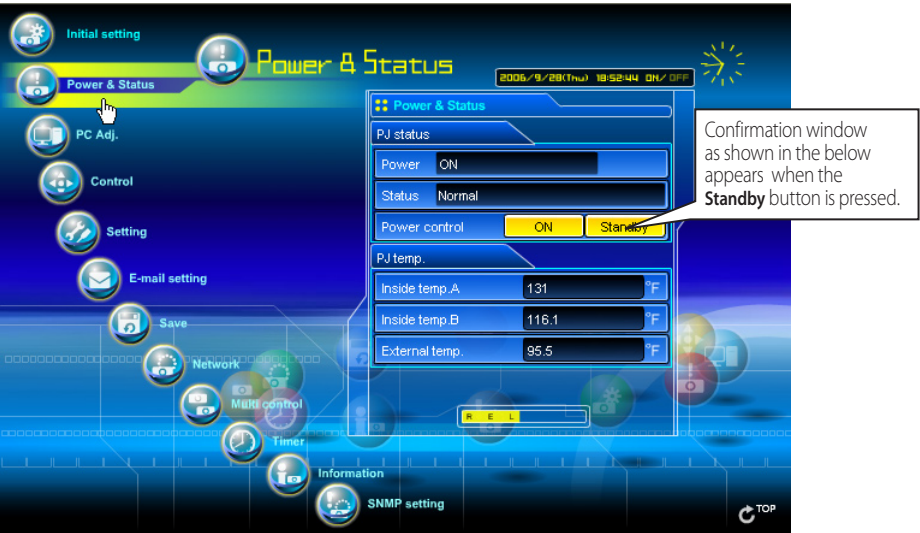 Initial setting
Power & Status
2006/9/28(Thu) 18:52:44 ON/ OFF
Power & Status
PC Adj.
Control
Setting
E-mail setting
Save
Network
Multi control
Timer
Information
SNMP setting
Power & Status
PJ status
Power ON
Status Normal
Power control ON Standby
PJ temp.
Inside temp.A 131 °F
Inside temp.B 116.1 °F
External temp. 95.5 °F
R E L
TOP
Confirmation window
as shown in the below
appears when the
Standby button is pressed.